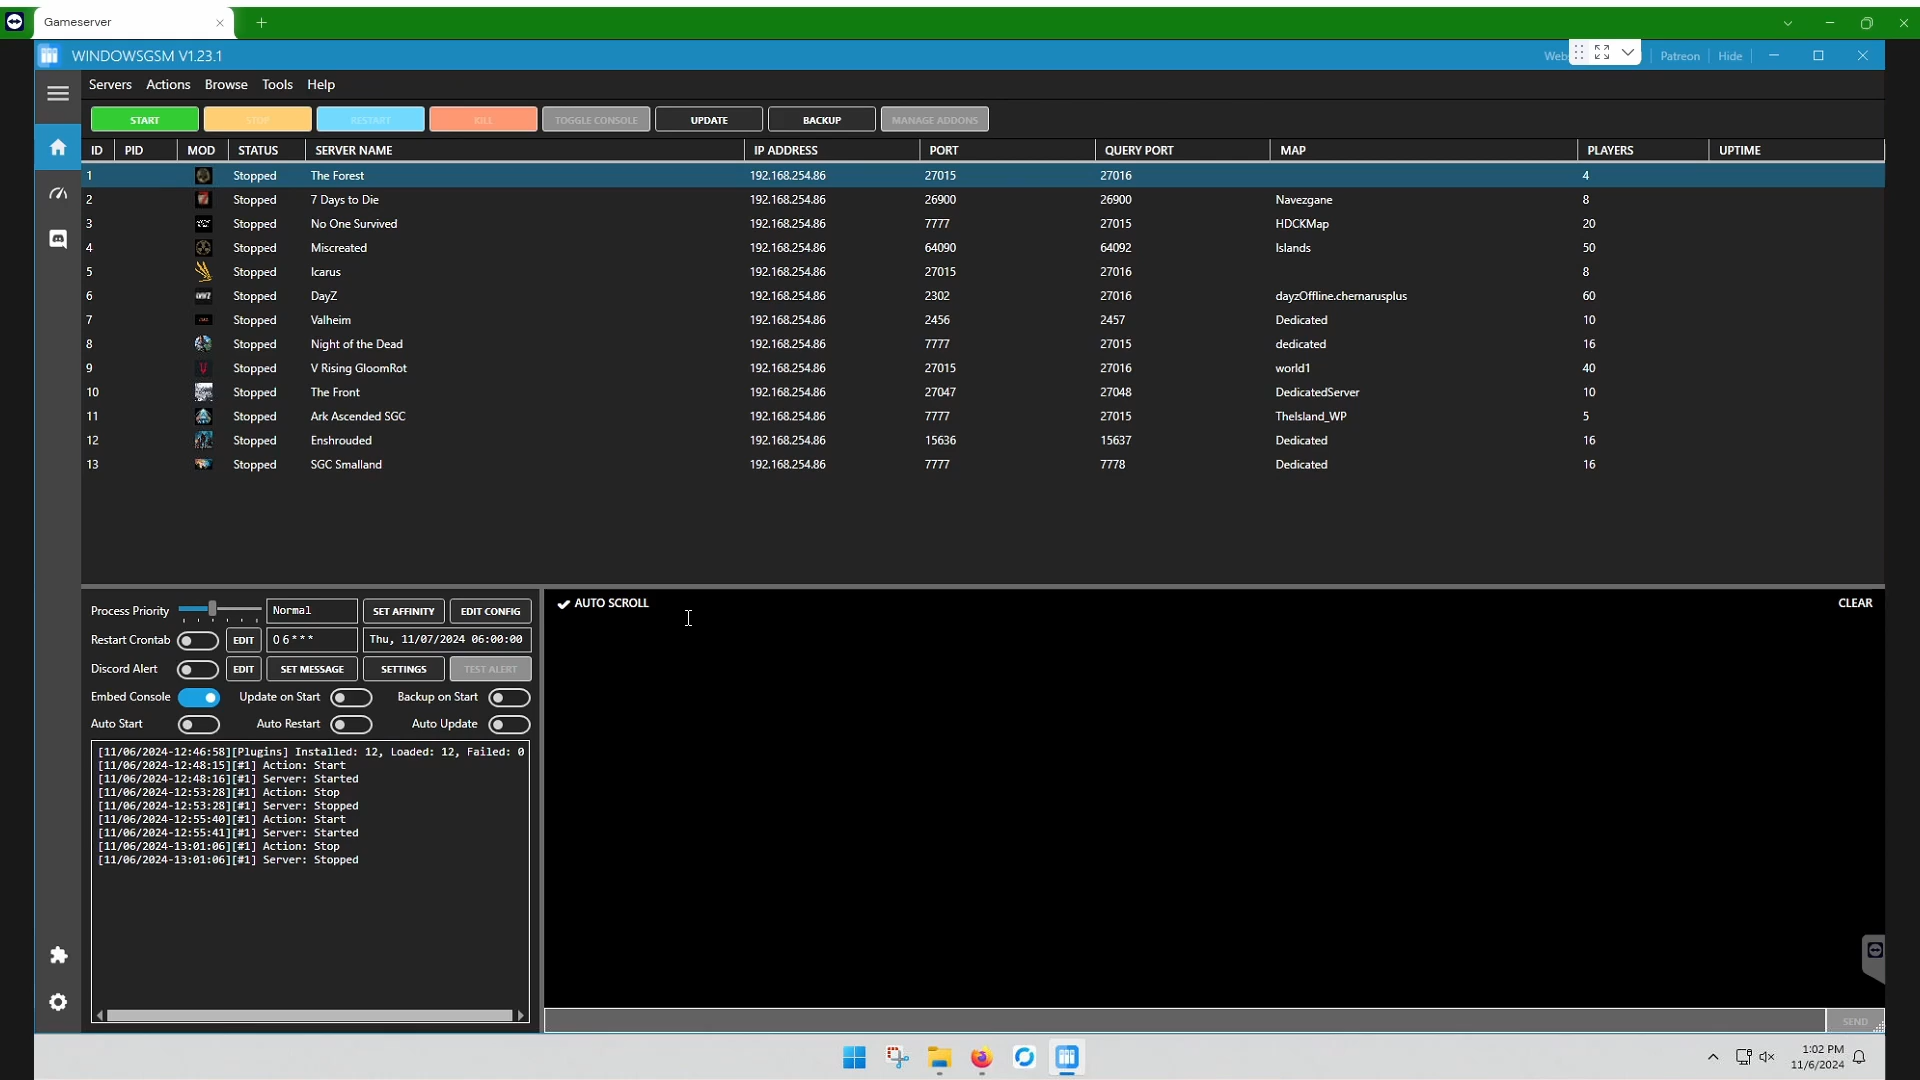 Gameserver
WINDOWSGSM V1.23.1
Web Patreon Hide
Servers Actions Browse Tools Help
START STOP RESTART KILL TOGGLE CONSOLE UPDATE BACKUP MANAGE ADDONS
ID PID MOD STATUS SERVER NAME IP ADDRESS PORT QUERY PORT MAP PLAYERS UPTIME
1 Stopped The Forest 192.168.254.86 27015 27016 4
2 Stopped 7 Days to Die 192.168.254.86 26900 26900 Navezgane 8
3 Stopped No One Survived 192.168.254.86 7777 27015 HDCKMap 20
4 Stopped Miscreated 192.168.254.86 64090 64092 Islands 50
5 Stopped Icarus 192.168.254.86 27015 27016 8
6 Stopped DayZ 192.168.254.86 2302 27016 dayzOffline.chernarusplus 60
7 Stopped Valheim 192.168.254.86 2456 2457 Dedicated 10
8 Stopped Night of the Dead 192.168.254.86 7777 27015 dedicated 16
9 Stopped V Rising GloomRot 192.168.254.86 27015 27016 world1 40
10 Stopped The Front 192.168.254.86 27047 27048 DedicatedServer 10
11 Stopped Ark Ascended SGC 192.168.254.86 7777 27015 TheIsland_WP 5
12 Stopped Enshrouded 192.168.254.86 15636 15637 Dedicated 16
13 Stopped SGC Smalland 192.168.254.86 7777 7778 Dedicated 16
Process Priority Normal SET AFFINITY EDIT CONFIG
Restart Crontab EDIT 0 6 * * * Thu, 11/07/2024 06:00:00
Discord Alert EDIT SET MESSAGE SETTINGS TEST ALERT
Embed Console Update on Start Backup on Start
Auto Start Auto Restart Auto Update
[11/06/2024-12:46:58][Plugins] Installed: 12, Loaded: 12, Failed: 0
[11/06/2024-12:48:15][#1] Action: Start
[11/06/2024-12:48:16][#1] Server: Started
[11/06/2024-12:53:28][#1] Action: Stop
[11/06/2024-12:53:28][#1] Server: Stopped
[11/06/2024-12:55:40][#1] Action: Start
[11/06/2024-12:55:41][#1] Server: Started
[11/06/2024-13:01:06][#1] Action: Stop
[11/06/2024-13:01:06][#1] Server: Stopped
AUTO SCROLL CLEAR
SEND
1:02 PM
11/6/2024